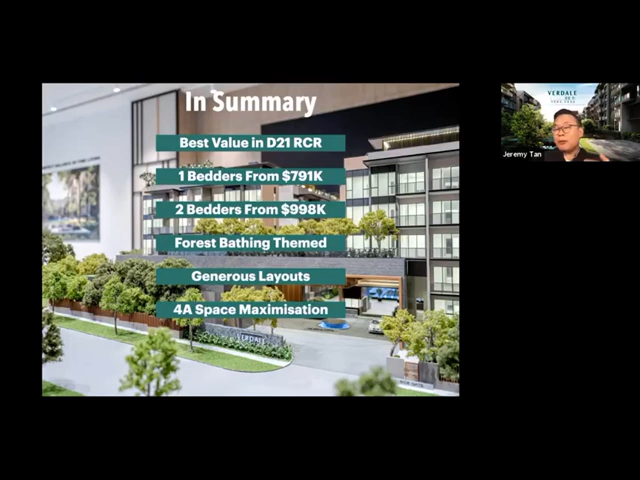 In Summary
Best Value in D21 RCR
1 Bedders From $791K
2 Bedders From $998K
Forest Bathing Themed
Generous Layouts
4A Space Maximisation
VERDALE
VERDALE
Jeremy Tan